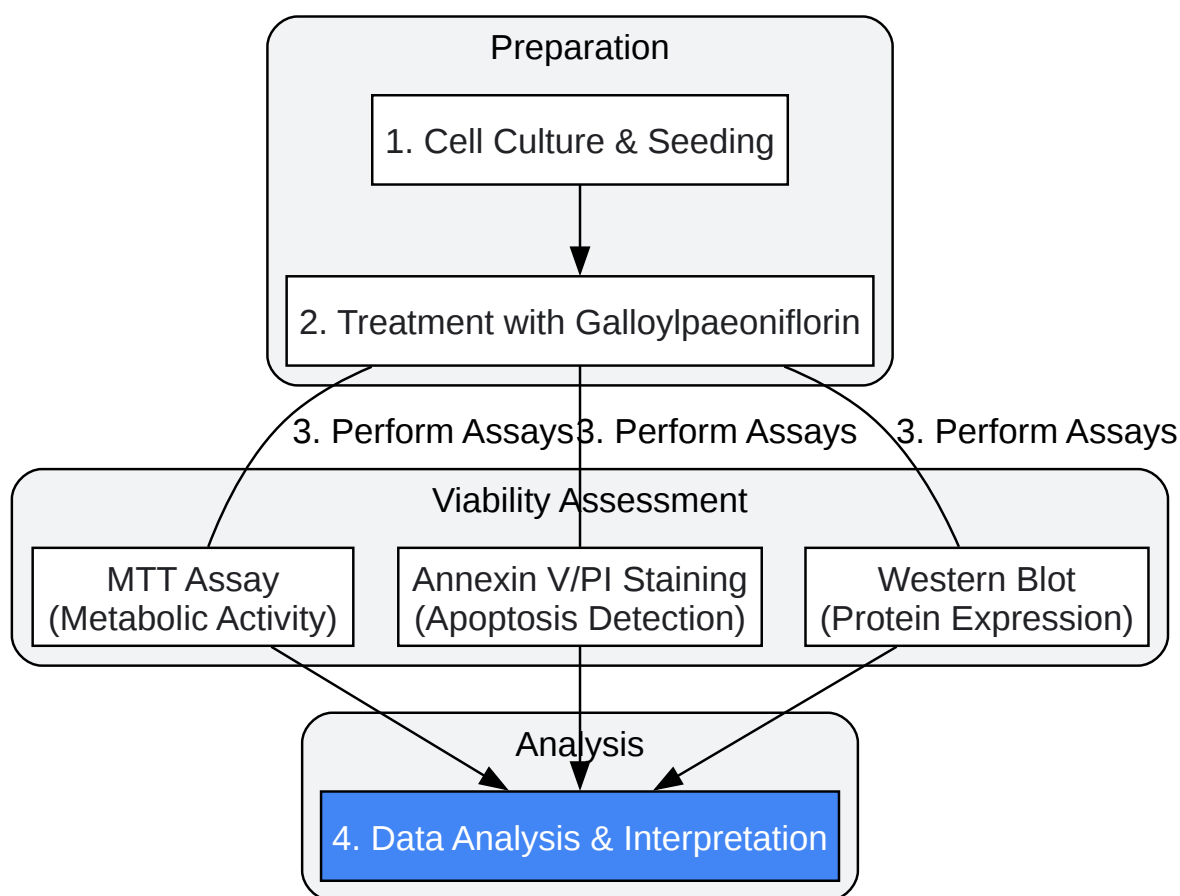 Preparation
1. Cell Culture & Seeding
2. Treatment with Galloylpaeoniflorin
3. Perform Assays
3. Perform Assays
3. Perform Assays
Viability Assessment
MTT Assay
(Metabolic Activity)
Annexin V/PI Staining
(Apoptosis Detection)
Western Blot
(Protein Expression)
Analysis
4. Data Analysis & Interpretation